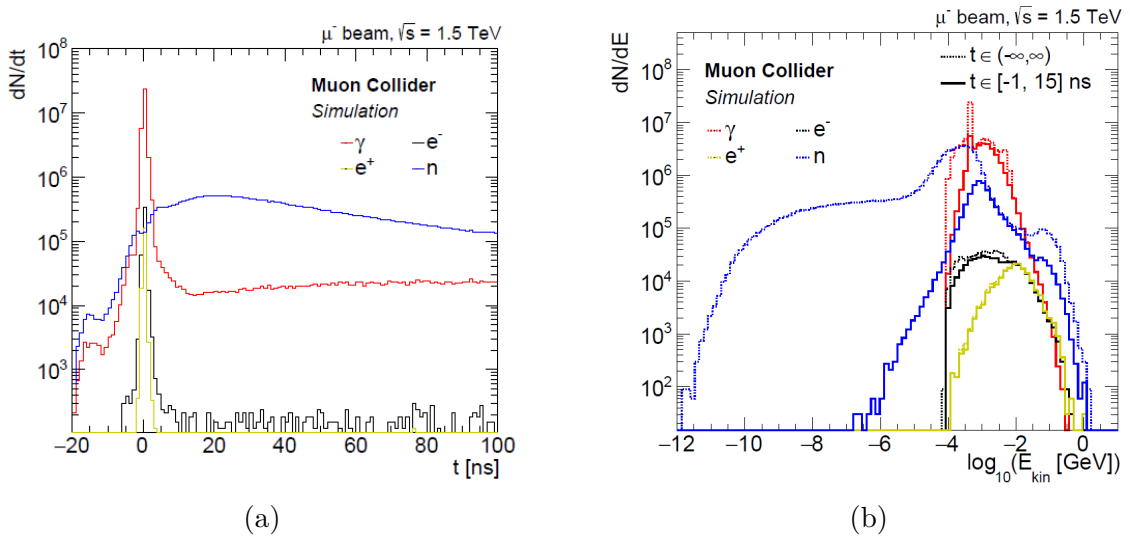 μ⁻ beam, √s = 1.5 TeV
dN/dt
10⁸
10⁷
10⁶
10⁵
10⁴
10³
Muon Collider
Simulation
γ e⁻
e⁺ n
−20 0 20 40 60 80 100
t [ns]
(a)
μ⁻ beam, √s = 1.5 TeV
dN/dE
10⁸
10⁷
10⁶
10⁵
10⁴
10³
10²
t ∈ (-∞,∞)
t ∈ [-1, 15] ns
Muon Collider
Simulation
γ e⁻
e⁺ n
−12 −10 −8 −6 −4 −2 0
log₁₀(E_kin [GeV])
(b)